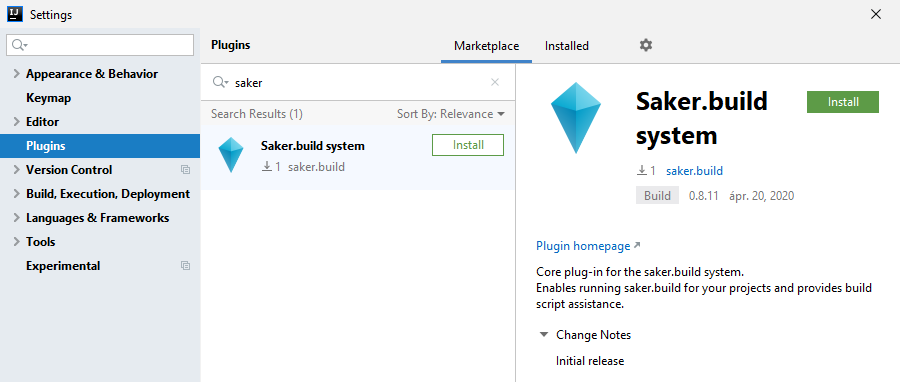 Settings
Plugins
Marketplace
Installed
Appearance & Behavior
Keymap
Editor
Plugins
Version Control
Build, Execution, Deployment
Languages & Frameworks
Tools
Experimental
saker
Search Results (1)
Sort By: Relevance
Saker.build system
Install
1 saker.build
Saker.build
system
Install
1 saker.build
Build 0.8.11 ápr. 20, 2020
Plugin homepage
Core plug-in for the saker.build system.
Enables running saker.build for your projects and provides build
script assistance.
Change Notes
Initial release